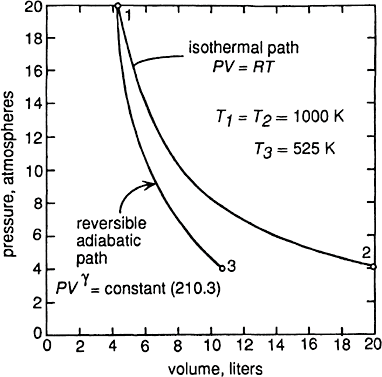 20
18
16
14
12
10
8
6
4
2
0
pressure, atmospheres
1
isothermal path
PV = RT
T1 = T2 = 1000 K
T3 = 525 K
reversible
adiabatic
path
PV^γ = constant (210.3)
3
2
0 2 4 6 8 10 12 14 16 18 20
volume, liters